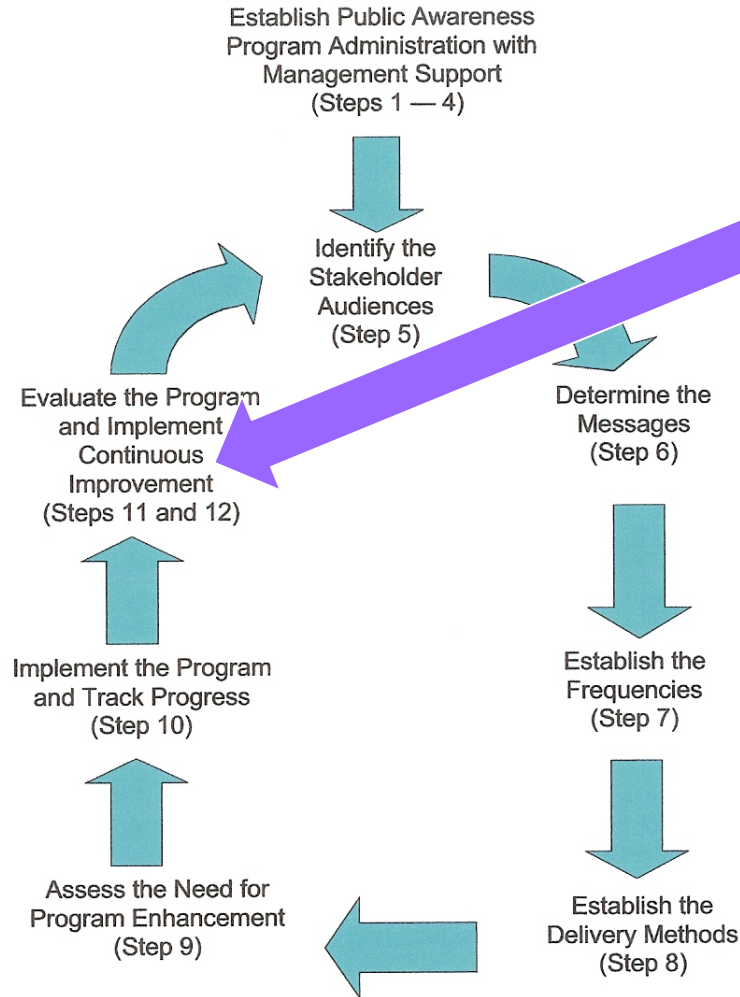 Establish Public Awareness
Program Administration with
Management Support
(Steps 1 — 4)
Identify the
Stakeholder
Audiences
(Step 5)
Determine the
Messages
(Step 6)
Establish the
Frequencies
(Step 7)
Establish the
Delivery Methods
(Step 8)
Assess the Need for
Program Enhancement
(Step 9)
Implement the Program
and Track Progress
(Step 10)
Evaluate the Program
and Implement
Continuous
Improvement
(Steps 11 and 12)